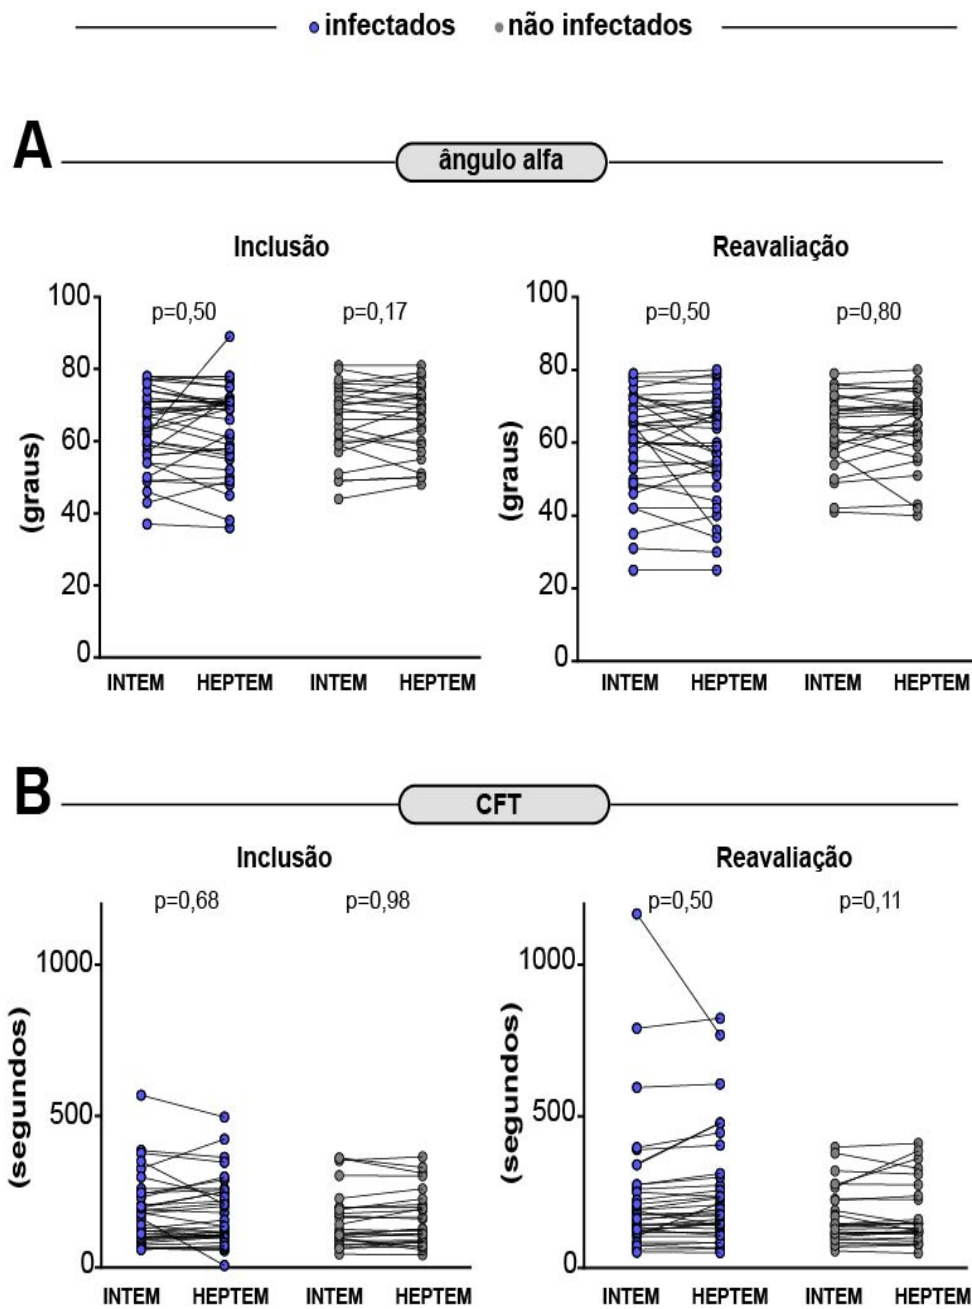 infectados não infectados
A
ângulo alfa
Inclusão Reavaliação
100 p=0,50 p=0,17 100 p=0,50 p=0,80
80 80
60 60
(graus) (graus)
40 40
20 20
0 0
INTEM HEPTEM INTEM HEPTEM INTEM HEPTEM INTEM HEPTEM
B
CFT
Inclusão Reavaliação
p=0,68 p=0,98 p=0,50 p=0,11
1000 1000
(segundos) (segundos)
500 500
0 0
INTEM HEPTEM INTEM HEPTEM INTEM HEPTEM INTEM HEPTEM